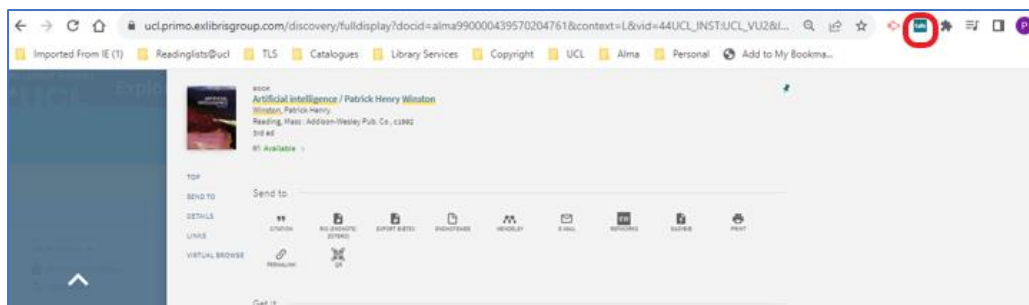 ucl.primo.exlibrisgroup.com/discovery/fulldisplay?docid=alma990000439570204761&context=L&vid=44UCL_INST:UCL_VU2&l...
Imported From IE (1) Readinglists@ucl TLS Catalogues Library Services Copyright UCL Alma Personal Add to My Bookma...
BOOK
Artificial intelligence / Patrick Henry Winston
Winston, Patrick Henry.
Reading, Mass : Addison-Wesley Pub. Co., c1992
3rd ed
Available
TOP
SEND TO
DETAILS
LINKS
VIRTUAL BROWSE
Send to
CITATION
EXPORT BIBTEX
ENDNOTEWEB
MENDELEY
E-MAIL
REFWORKS
PRINT
PERMALINK
QR
Get it